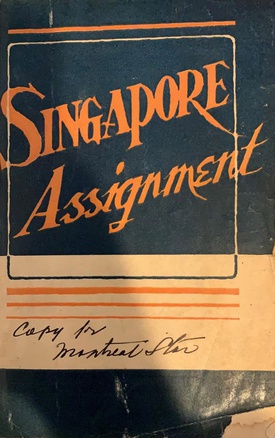 SINGAPORE
Assignment
Copy for
Montreal Star